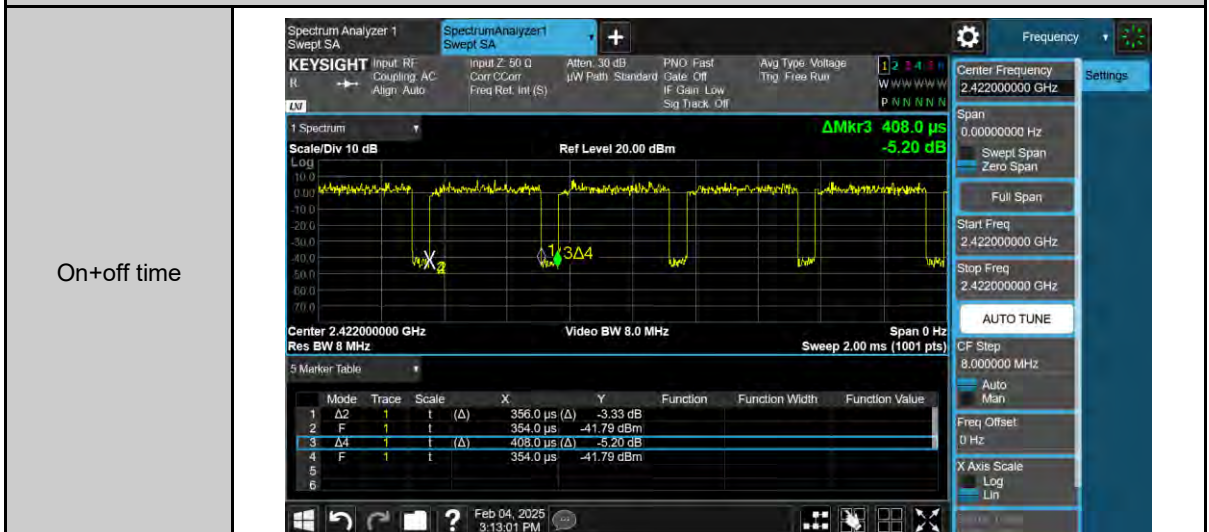 On+off time
Spectrum Analyzer 1
Swept SA
Spectrum Analyzer 1
Swept SA
+
Frequency
KEYSIGHT
R
LXI
Input: RF
Coupling: AC
Align: Auto
Input Z: 50 Ω
Corr CCorr
Freq Ref: Int (S)
Atten: 30 dB
µW Path: Standard
PNO: Fast
Gate: Off
IF Gain: Low
Sig Track: Off
Avg Type: Voltage
Trig: Free Run
1 2 3 4 5 6
W W W W W W
P N N N N N
1 Spectrum
Scale/Div 10 dB
Ref Level 20.00 dBm
ΔMkr3 408.0 µs
-5.20 dB
Log
10.0
0.00
-10.0
-20.0
-30.0
-40.0
-50.0
-60.0
-70.0
X2
1
3Δ4
Center 2.422000000 GHz
Video BW 8.0 MHz
Span 0 Hz
Res BW 8 MHz
Sweep 2.00 ms (1001 pts)
5 Marker Table
Mode Trace Scale X Y Function Function Width Function Value
1 Δ2 1 t (Δ) 356.0 µs (Δ) -3.33 dB
2 F 1 t 354.0 µs -41.79 dBm
3 Δ4 1 t (Δ) 408.0 µs (Δ) -5.20 dB
4 F 1 t 354.0 µs -41.79 dBm
5
6
?
Feb 04, 2025
3:13:01 PM
Center Frequency
2.422000000 GHz
Settings
Span
0.00000000 Hz
Swept Span
Zero Span
Full Span
Start Freq
2.422000000 GHz
Stop Freq
2.422000000 GHz
AUTO TUNE
CF Step
8.000000 MHz
Auto
Man
Freq Offset
0 Hz
X Axis Scale
Log
Lin